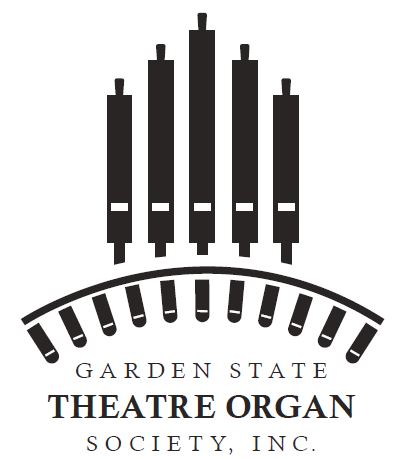 GARDEN STATE
THEATRE ORGAN
SOCIETY, INC.